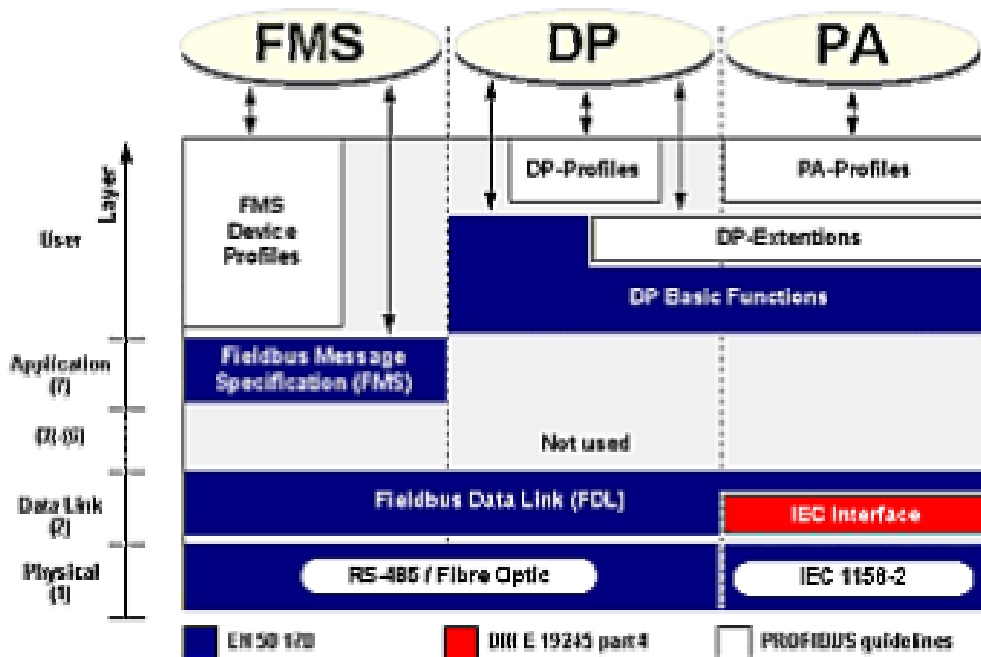 FMS
DP
PA
Layer
User
FMS
Device
Profiles
DP-Profiles
PA-Profiles
DP-Extentions
DP Basic Functions
Application
(7)
Fieldbus Message
Specification (FMS)
(3)-(6)
Not used
Data Link
(2)
Fieldbus Data Link (FDL)
IEC Interface
Physical
(1)
RS-485 / Fibre Optic
IEC 1158-2
EN 50 170
DIN E 19245 part 4
PROFIBUS guidelines